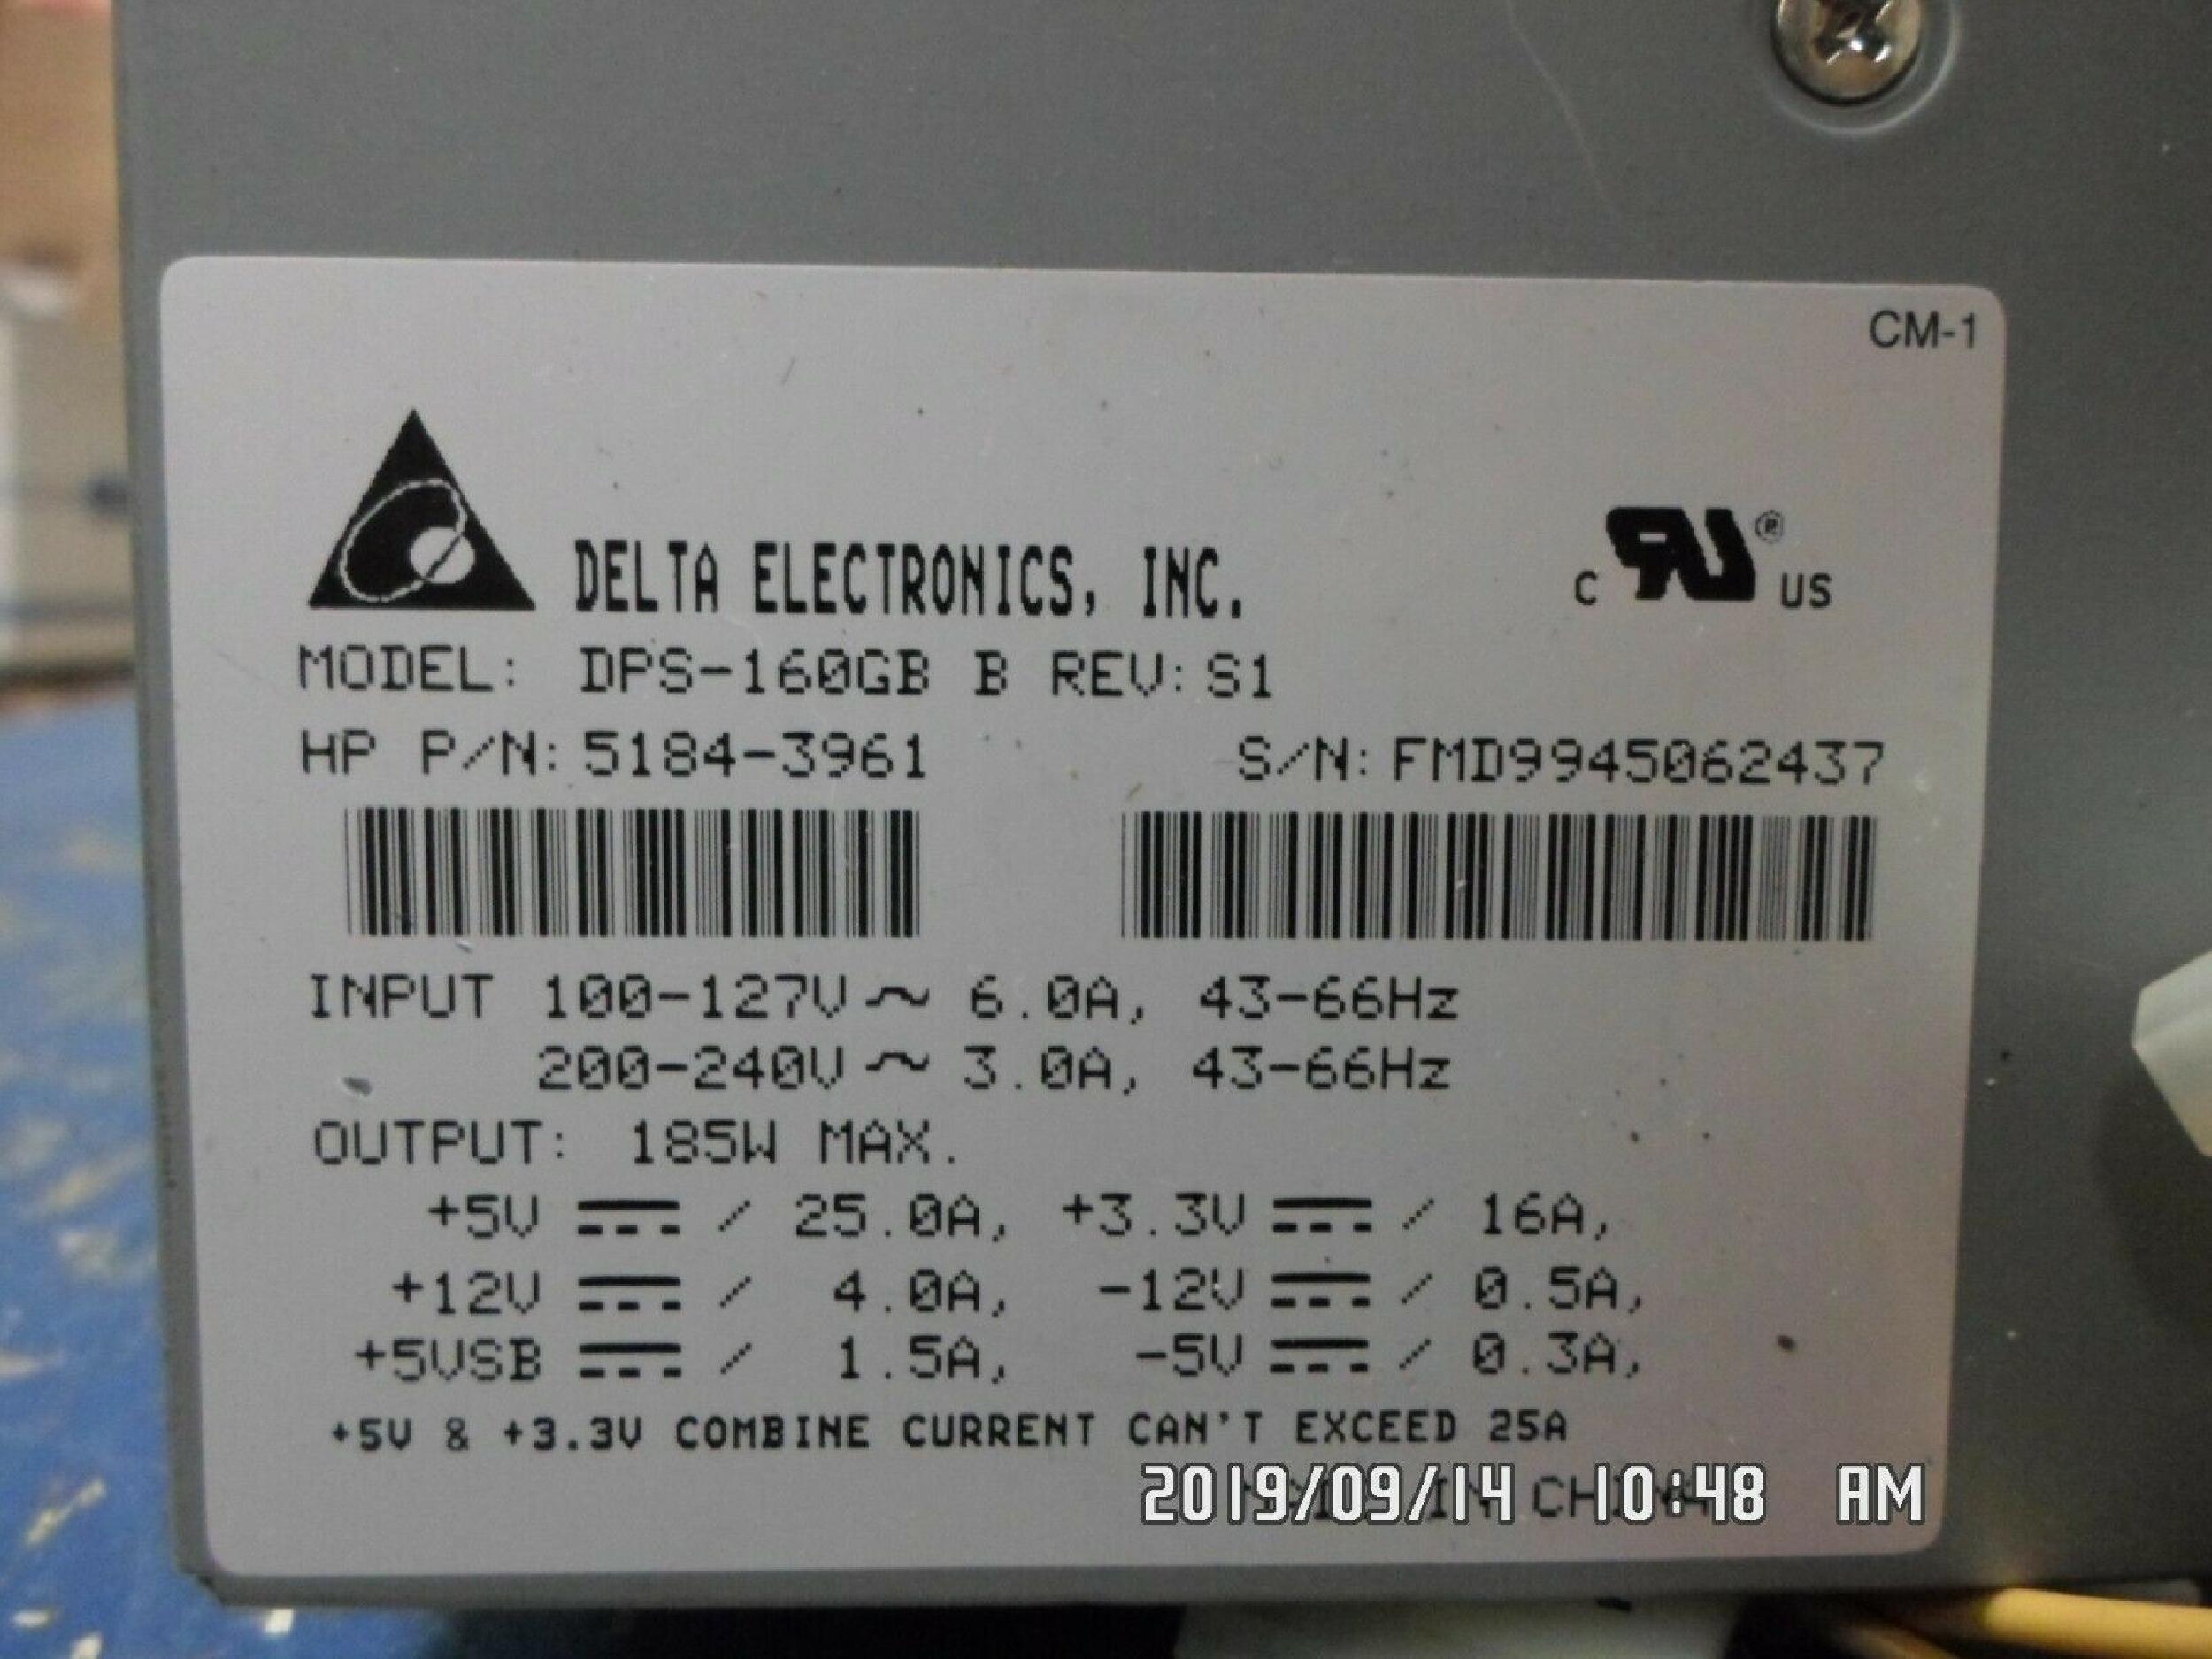 CM-1
DELTA ELECTRONICS, INC.
C RU® US
MODEL: DPS-160GB B REV: S1
HP P/N: 5184-3961 S/N: FMD9945062437
INPUT 100-127V ~ 6.0A, 43-66Hz
200-240V ~ 3.0A, 43-66Hz
OUTPUT: 185W MAX.
+5V ⎓ / 25.0A, +3.3V ⎓ / 16A,
+12V ⎓ / 4.0A, -12V ⎓ / 0.5A,
+5VSB ⎓ / 1.5A, -5V ⎓ / 0.3A,
+5V & +3.3V COMBINE CURRENT CAN'T EXCEED 25A
IN CHINA
2019/09/14 10:48 AM